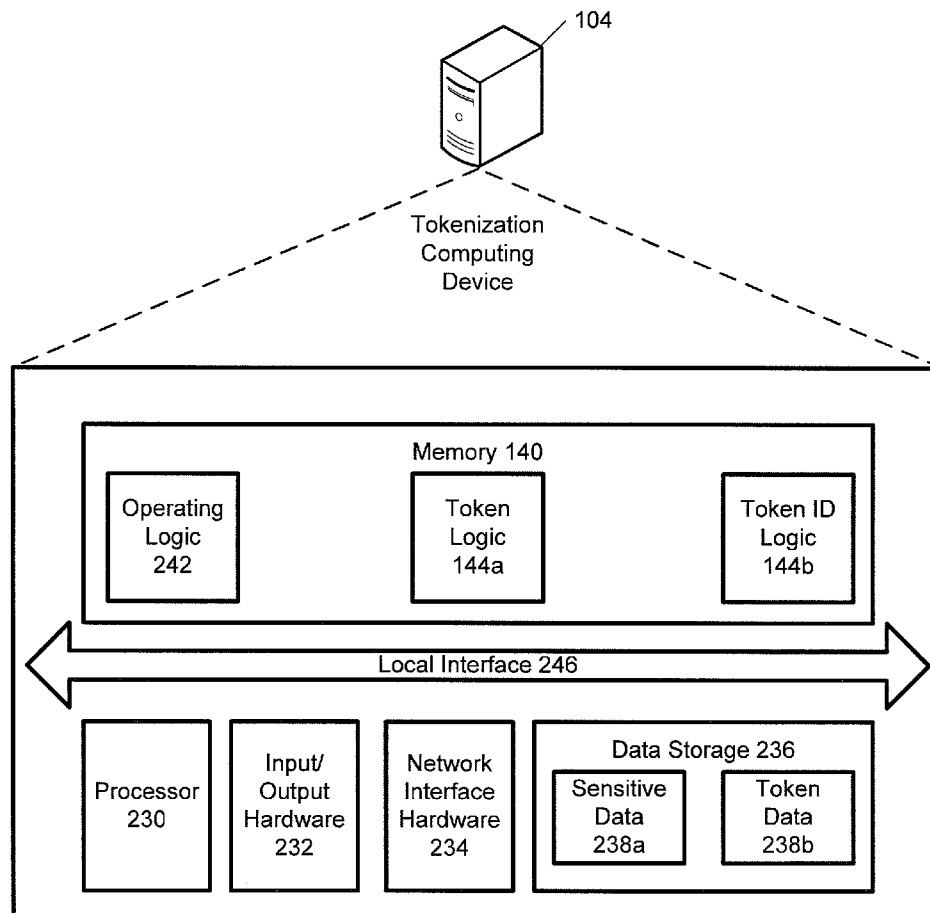 104
Tokenization
Computing
Device
Memory 140
Operating
Logic
242
Token
Logic
144a
Token ID
Logic
144b
Local Interface 246
Processor
230
Input/
Output
Hardware
232
Network
Interface
Hardware
234
Data Storage 236
Sensitive
Data
238a
Token
Data
238b